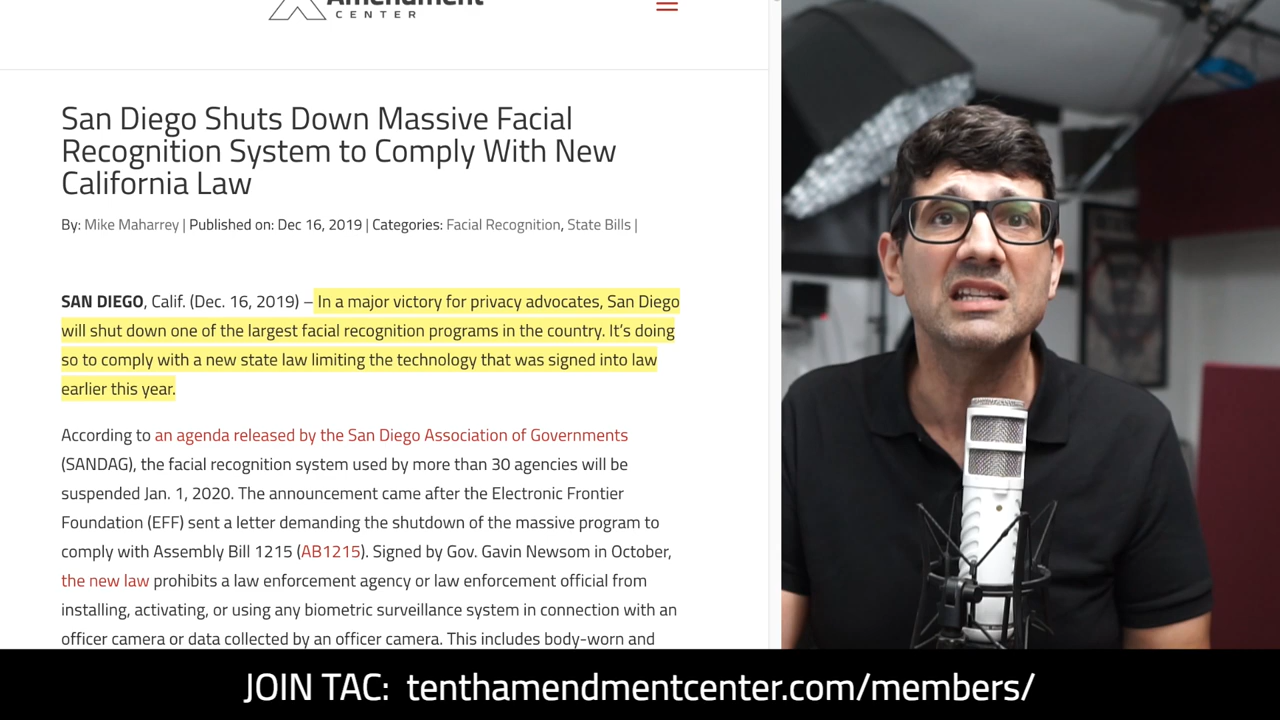 Amendment
CENTER
San Diego Shuts Down Massive Facial
Recognition System to Comply With New
California Law
By: Mike Maharrey | Published on: Dec 16, 2019 | Categories: Facial Recognition, State Bills |
SAN DIEGO, Calif. (Dec. 16, 2019) – In a major victory for privacy advocates, San Diego
will shut down one of the largest facial recognition programs in the country. It’s doing
so to comply with a new state law limiting the technology that was signed into law
earlier this year.
According to an agenda released by the San Diego Association of Governments
(SANDAG), the facial recognition system used by more than 30 agencies will be
suspended Jan. 1, 2020. The announcement came after the Electronic Frontier
Foundation (EFF) sent a letter demanding the shutdown of the massive program to
comply with Assembly Bill 1215 (AB1215). Signed by Gov. Gavin Newsom in October,
the new law prohibits a law enforcement agency or law enforcement official from
installing, activating, or using any biometric surveillance system in connection with an
officer camera or data collected by an officer camera. This includes body-worn and
JOIN TAC: tenthamendmentcenter.com/members/